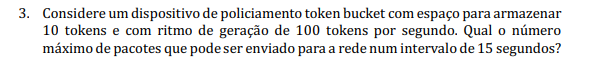 3. Considere um dispositivo de policiamento token bucket com espaço para armazenar
10 tokens e com ritmo de geração de 100 tokens por segundo. Qual o número
máximo de pacotes que pode ser enviado para a rede num intervalo de 15 segundos?